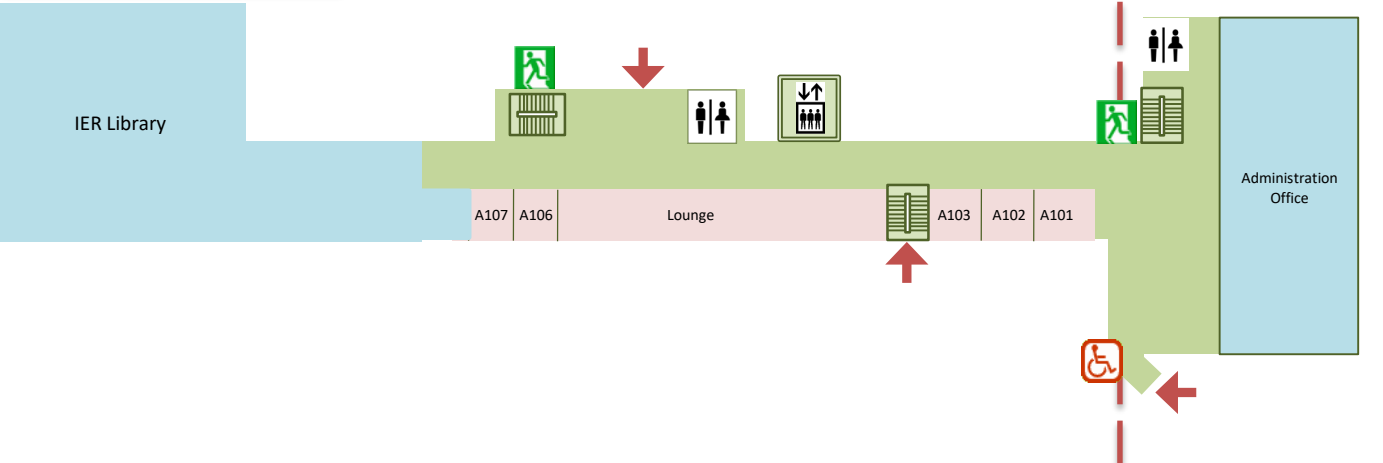 IER Library
Administration
Office
A107
A106
Lounge
A103
A102
A101